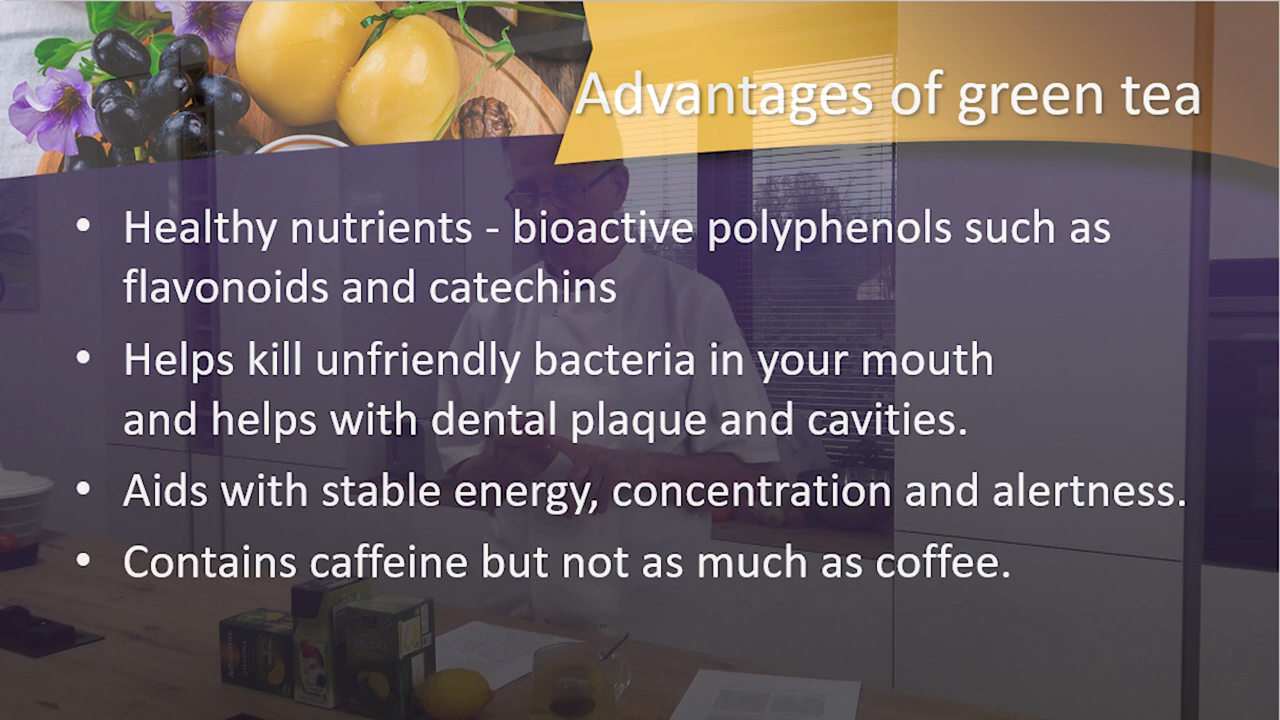 Advantages of green tea
• Healthy nutrients - bioactive polyphenols such as
flavonoids and catechins
• Helps kill unfriendly bacteria in your mouth
and helps with dental plaque and cavities.
• Aids with stable energy, concentration and alertness.
• Contains caffeine but not as much as coffee.